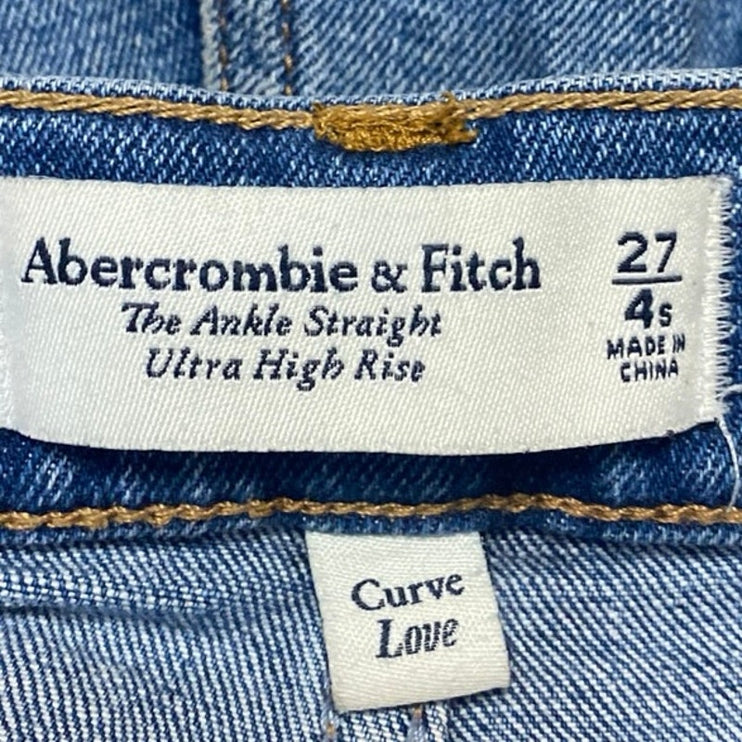 Abercrombie & Fitch
The Ankle Straight
Ultra High Rise
27
4S
MADE IN
CHINA
Curve
Love